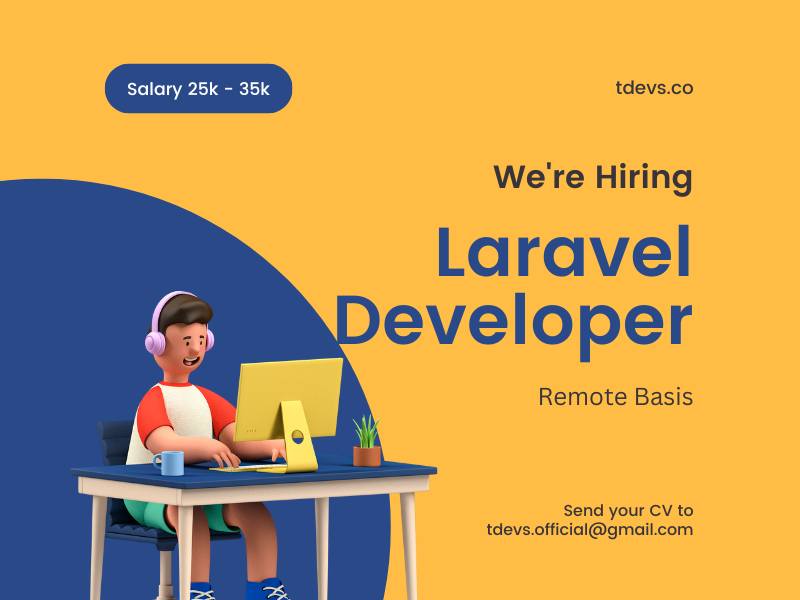 Salary 25k - 35k
tdevs.co
We're Hiring
Laravel
Developer
Remote Basis
Send your CV to
tdevs.official@gmail.com